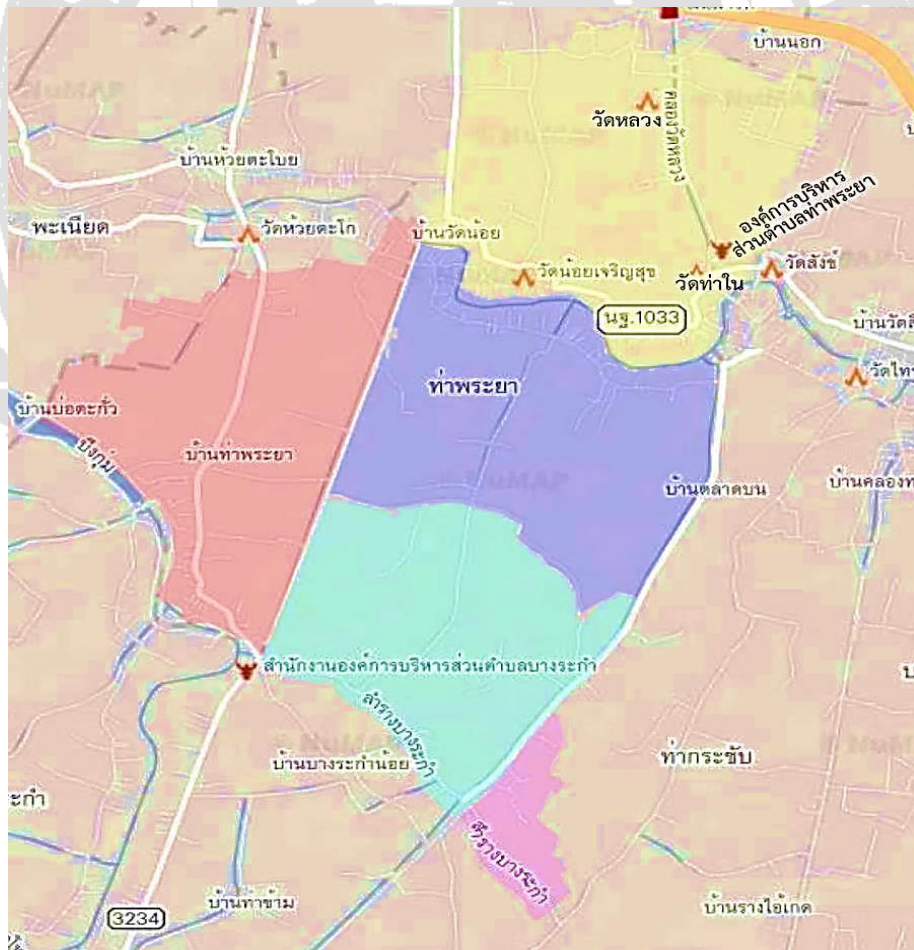 บ้านนอก
วัดหลวง
คลองวัดหลวง
บ้านห้วยตะโบย
องค์การบริหาร
ส่วนตำบลท่าพระยา
พะเนียด
วัดห้วยตะโก
บ้านวัดน้อย
วัดน้อยเจริญสุข
วัดท่าใน
วัดสังข์
นฐ.1033
บ้านวัด
วัดไทร
ท่าพระยา
บ้านบ่อตะกั่ว
บึงกุ่ม
บ้านท่าพระยา
NuMAP
บ้านตลาดบน
บ้านคลอง
สำนักงานองค์การบริหารส่วนตำบลบางระกำ
ลำรางบางระกำ
บ้านบางระกำน้อย
ท่ากระชับ
ะกำ
ลำรางบางระกำ
บ้านท่าข้าม
3234
บ้านรางไอ้เกด